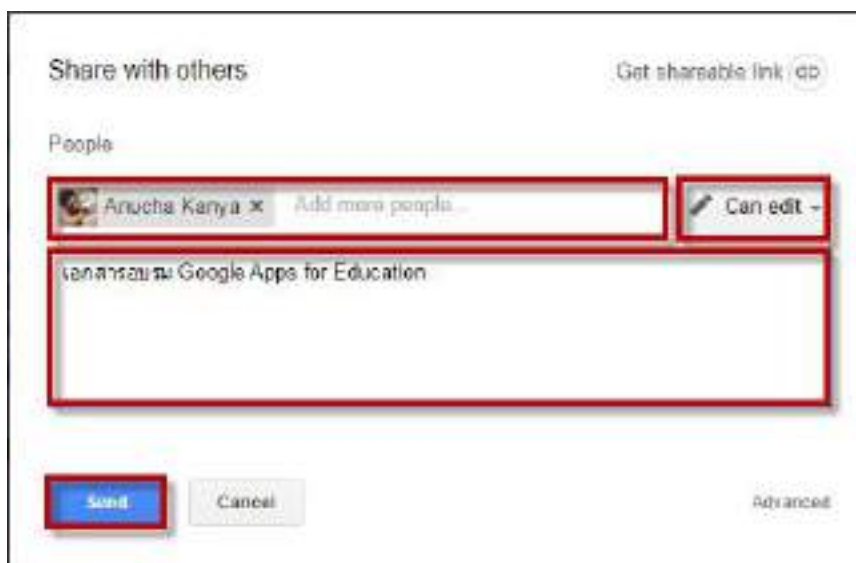 Share with others
Get shareable link
People
Anucha Kanya × Add more people...
Can edit
เอกสารอบรม Google Apps for Education
Send
Cancel
Advanced